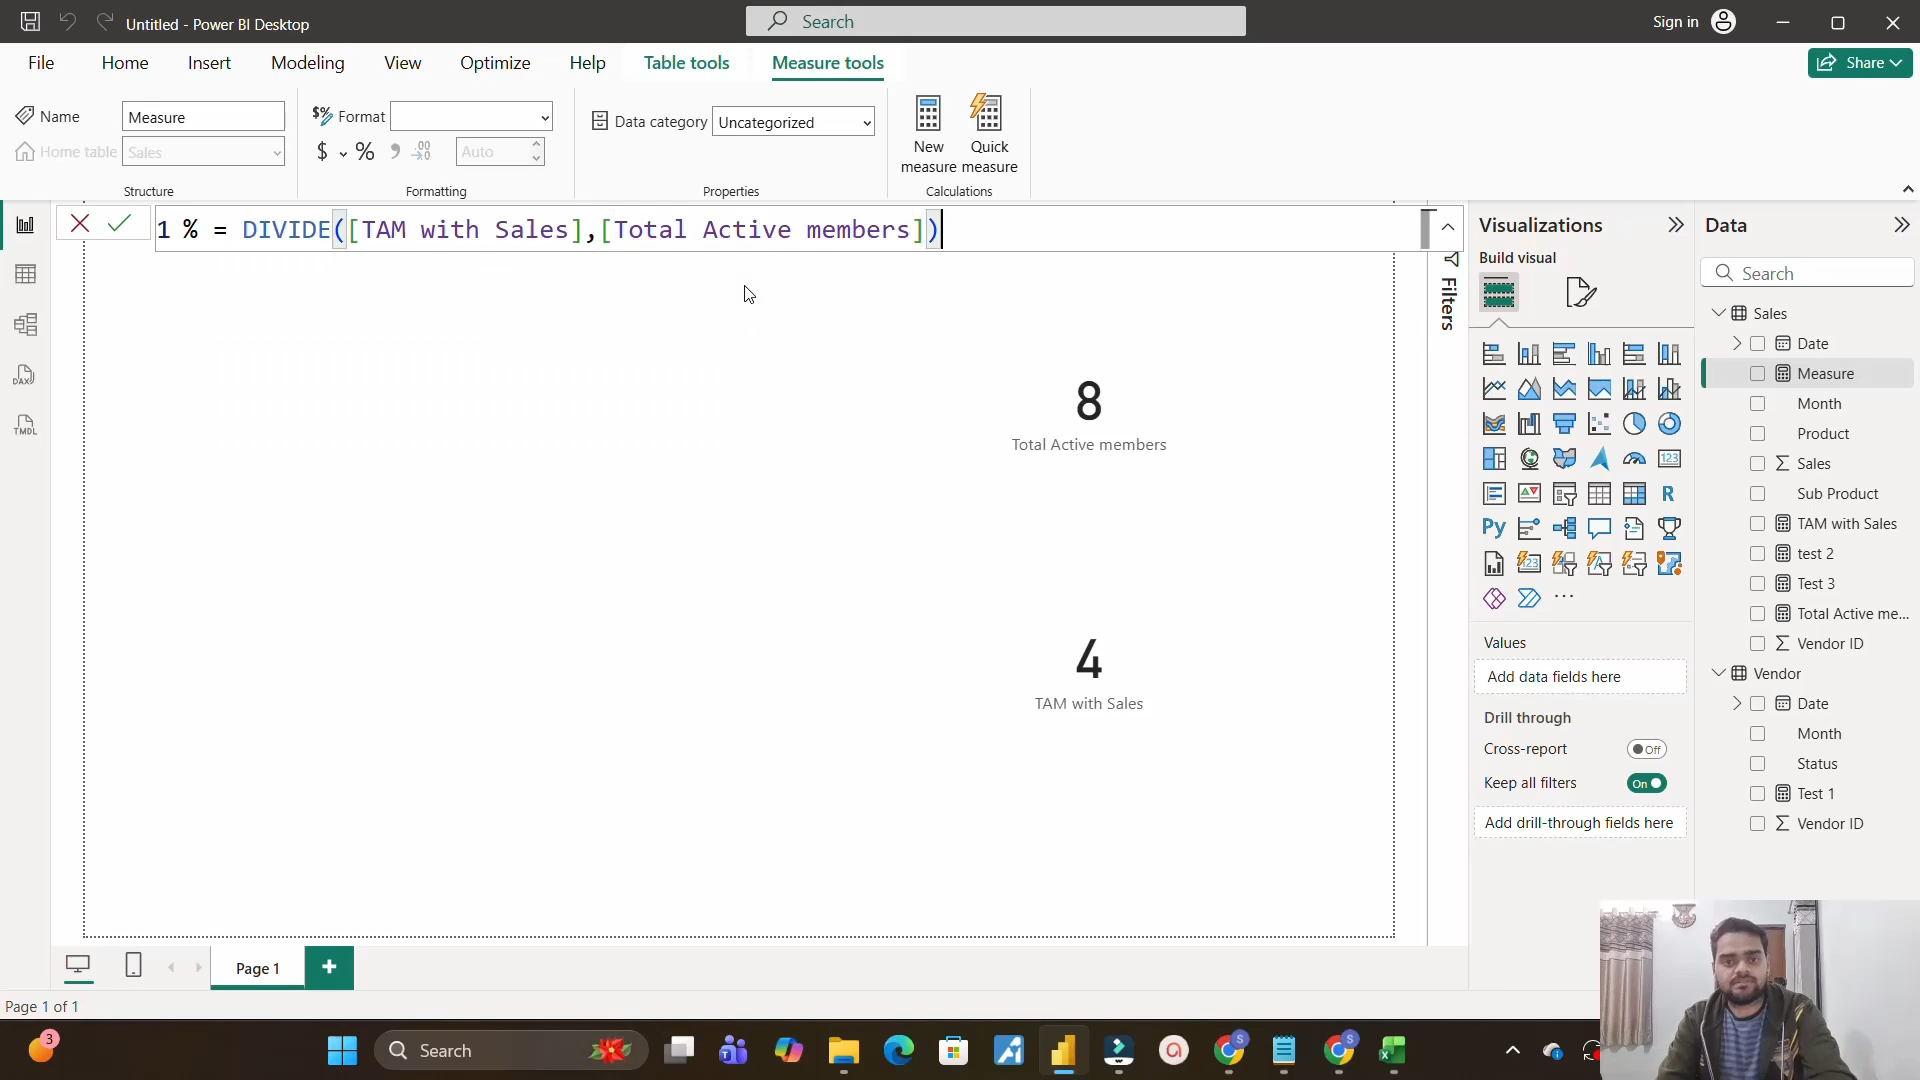 Untitled - Power BI Desktop
Search
Sign in
File
Home
Insert
Modeling
View
Optimize
Help
Table tools
Measure tools
Share
Name
Measure
Home table
Sales
Structure
Format
$
%
Auto
Formatting
Data category
Uncategorized
Properties
New measure
Quick measure
Calculations
1 % = DIVIDE([TAM with Sales],[Total Active members])
8
Total Active members
4
TAM with Sales
Filters
Visualizations
Build visual
Values
Add data fields here
Drill through
Cross-report
Off
Keep all filters
On
Add drill-through fields here
Data
Search
Sales
Date
Measure
Month
Product
Sales
Sub Product
TAM with Sales
test 2
Test 3
Total Active me...
Vendor ID
Vendor
Date
Month
Status
Test 1
Vendor ID
Page 1
Page 1 of 1
3
Search